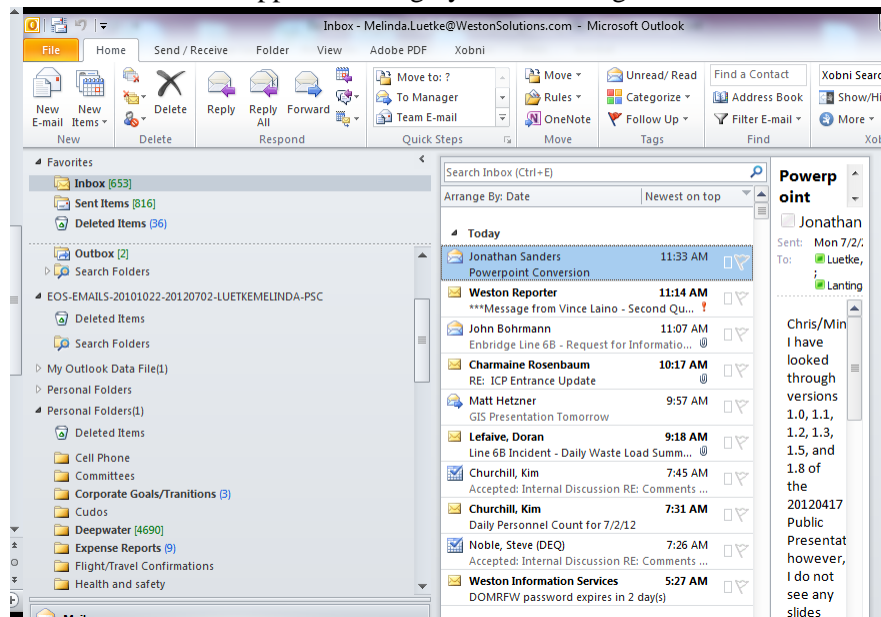 Inbox - Melinda.Luetke@WestonSolutions.com - Microsoft Outlook
File Home Send / Receive Folder View Adobe PDF Xobni
New E-mail
New Items
Delete
Reply
Reply All
Forward
Move to: ?
To Manager
Team E-mail
Move
Rules
OneNote
Unread/ Read
Categorize
Follow Up
Find a Contact
Address Book
Filter E-mail
Xobni Searc
Show/Hi
More
New Delete Respond Quick Steps Move Tags Find Xol
Favorites
Inbox [653]
Sent Items [816]
Deleted Items (36)
Outbox [2]
Search Folders
EOS-EMAILS-20101022-20120702-LUETKEMELINDA-PSC
Deleted Items
Search Folders
My Outlook Data File(1)
Personal Folders
Personal Folders(1)
Deleted Items
Cell Phone
Committees
Corporate Goals/Tranitions (3)
Cudos
Deepwater [4690]
Expense Reports (9)
Flight/Travel Confirmations
Health and safety
Search Inbox (Ctrl+E)
Arrange By: Date Newest on top
Today
Jonathan Sanders 11:33 AM
Powerpoint Conversion
Weston Reporter 11:14 AM
***Message from Vince Laino - Second Qu...
John Bohrmann 11:07 AM
Enbridge Line 6B - Request for Informatio...
Charmaine Rosenbaum 10:17 AM
RE: ICP Entrance Update
Matt Hetzner 9:57 AM
GIS Presentation Tomorrow
Lefaive, Doran 9:18 AM
Line 6B Incident - Daily Waste Load Summ...
Churchill, Kim 7:45 AM
Accepted: Internal Discussion RE: Comments ...
Churchill, Kim 7:31 AM
Daily Personnel Count for 7/2/12
Noble, Steve (DEQ) 7:26 AM
Accepted: Internal Discussion RE: Comments ...
Weston Information Services 5:27 AM
DOMRFW password expires in 2 day(s)
Powerp
oint
Jonathan
Sent: Mon 7/2/
To: Luetke,
;
Lanting
Chris/Min
I have
looked
through
versions
1.0, 1.1,
1.2, 1.3,
1.5, and
1.8 of
the
20120417
Public
Presentat
however,
I do not
see any
slides